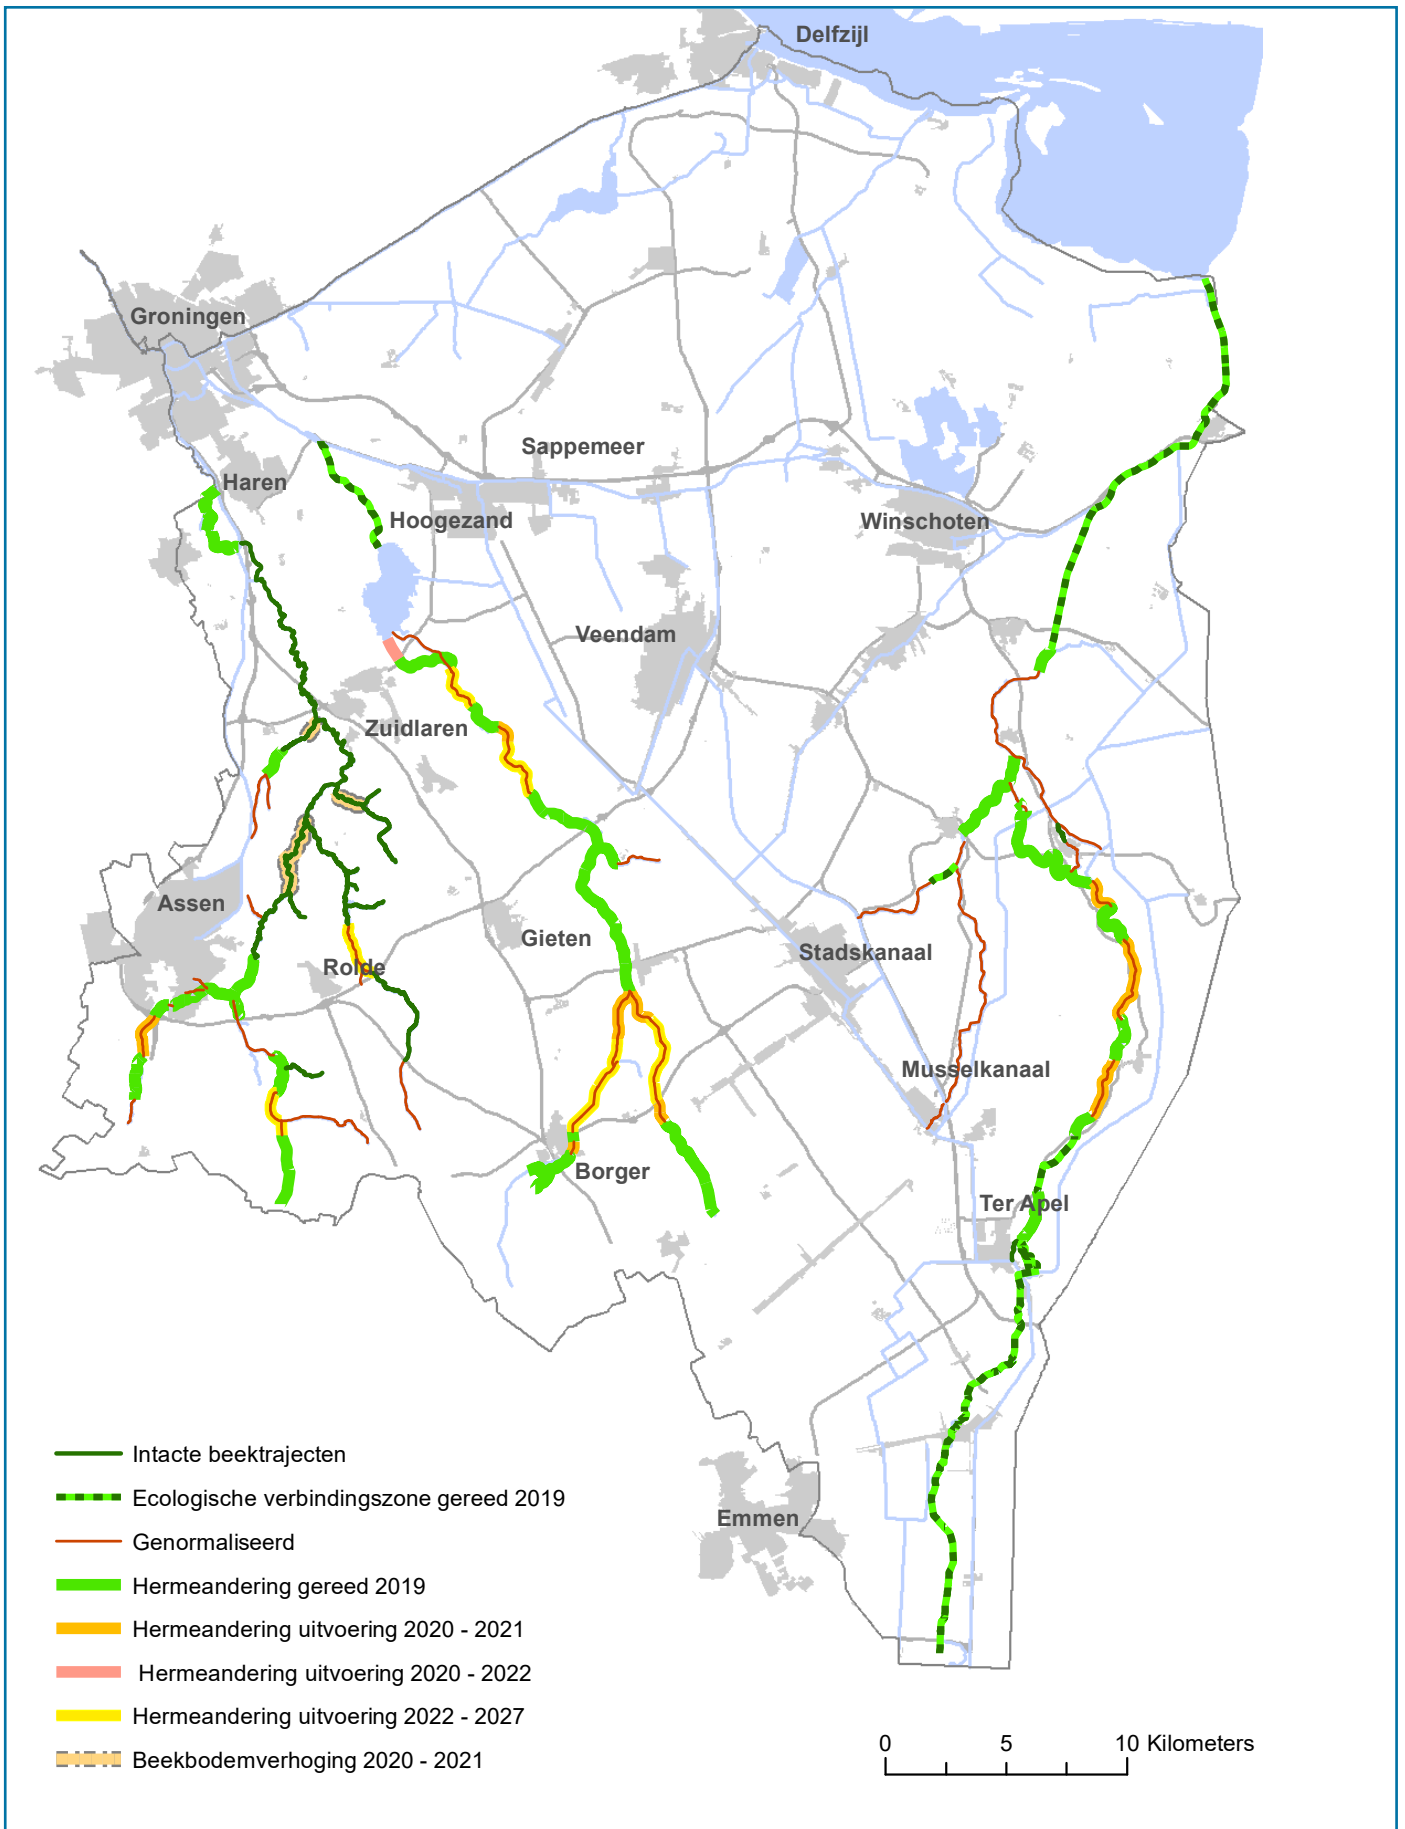 Delfzijl
Groningen
Sappemeer
Haren
Hoogezand
Winschoten
Veendam
Zuidlaren
Assen
Gieten
Stadskanaal
Rolde
Musselkanaal
Borger
Ter Apel
Emmen
Intacte beektrajecten
Ecologische verbindingszone gereed 2019
Genormaliseerd
Hermeandering gereed 2019
Hermeandering uitvoering 2020 - 2021
Hermeandering uitvoering 2020 - 2022
Hermeandering uitvoering 2022 - 2027
Beekbodemverhoging 2020 - 2021
0 5 10 Kilometers